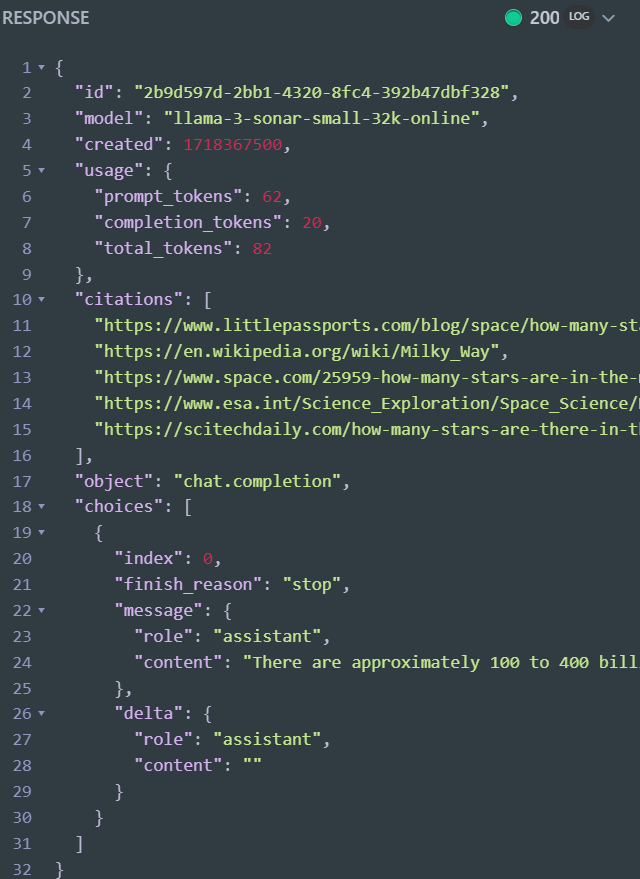 RESPONSE 200 LOG
1 {
2 "id": "2b9d597d-2bb1-4320-8fc4-392b47dbf328",
3 "model": "llama-3-sonar-small-32k-online",
4 "created": 1718367500,
5 "usage": {
6 "prompt_tokens": 62,
7 "completion_tokens": 20,
8 "total_tokens": 82
9 },
10 "citations": [
11 "https://www.littlepassports.com/blog/space/how-many-sta
12 "https://en.wikipedia.org/wiki/Milky_Way",
13 "https://www.space.com/25959-how-many-stars-are-in-the-
14 "https://www.esa.int/Science_Exploration/Space_Science/
15 "https://scitechdaily.com/how-many-stars-are-there-in-th
16 ],
17 "object": "chat.completion",
18 "choices": [
19 {
20 "index": 0,
21 "finish_reason": "stop",
22 "message": {
23 "role": "assistant",
24 "content": "There are approximately 100 to 400 bill
25 },
26 "delta": {
27 "role": "assistant",
28 "content": ""
29 }
30 }
31 ]
32 }